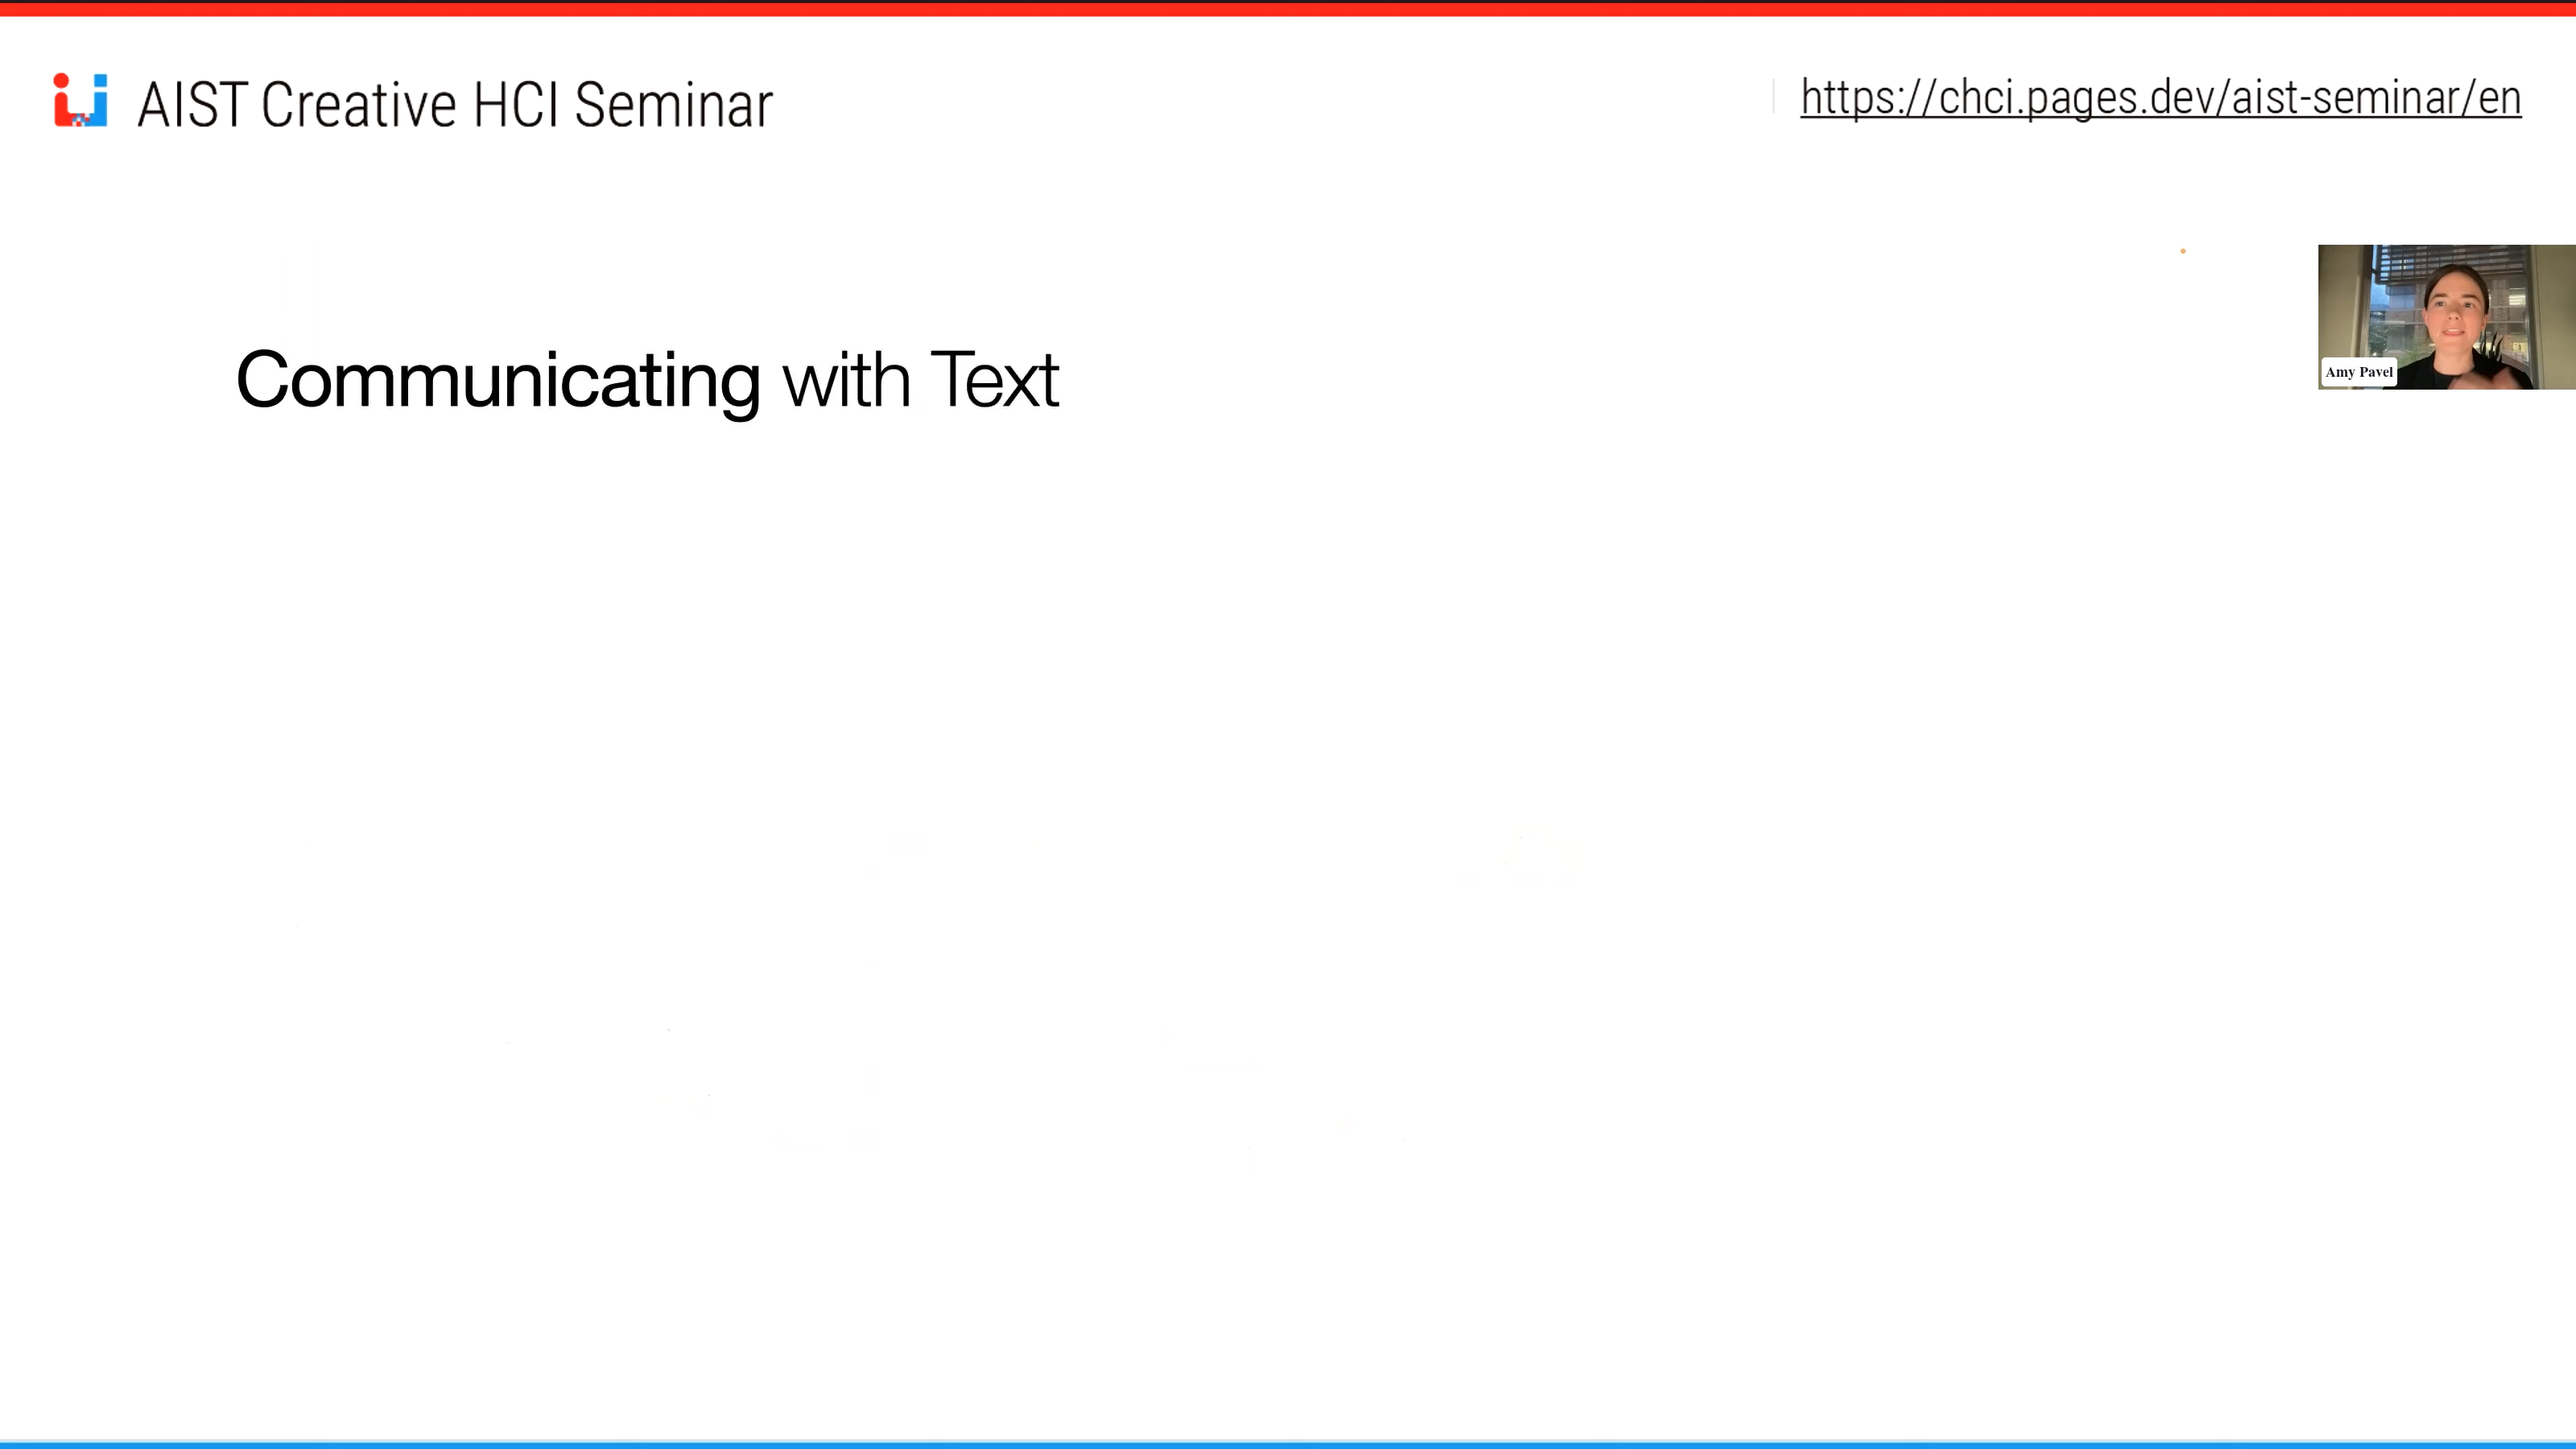 AIST Creative HCI Seminar
https://chci.pages.dev/aist-seminar/en
Communicating with Text
Amy Pavel